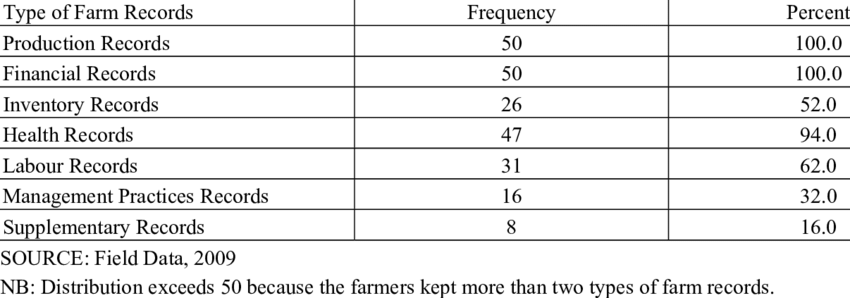 Type of Farm Records Frequency Percent
Production Records 50 100.0
Financial Records 50 100.0
Inventory Records 26 52.0
Health Records 47 94.0
Labour Records 31 62.0
Management Practices Records 16 32.0
Supplementary Records 8 16.0
SOURCE: Field Data, 2009
NB: Distribution exceeds 50 because the farmers kept more than two types of farm records.